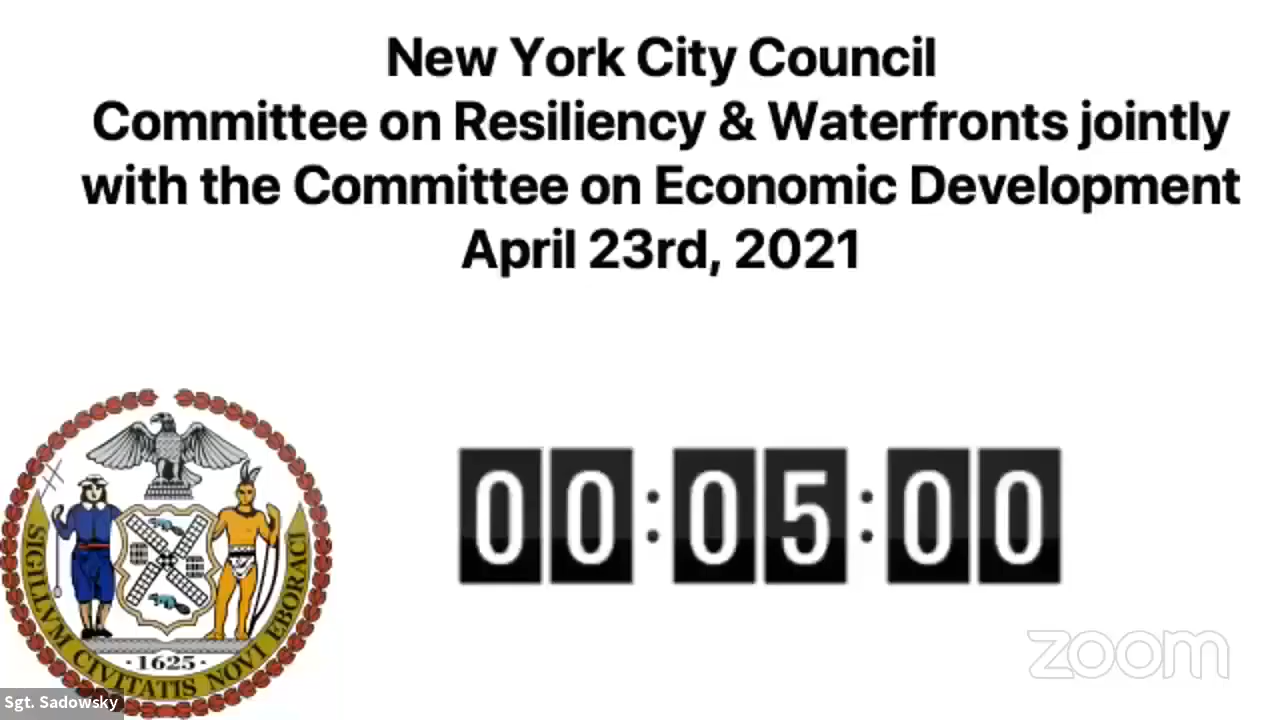 New York City Council
Committee on Resiliency & Waterfronts jointly
with the Committee on Economic Development
April 23rd, 2021
00:05:00
SIGILLVM CIVITATIS NOVI EBORACI
·1625·
zoom
Sgt. Sadowsky